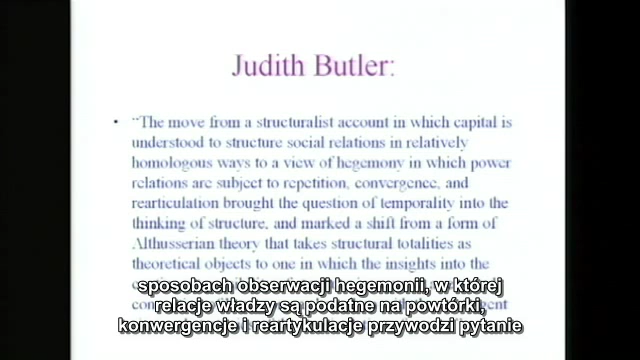 Judith Butler:
• "The move from a structuralist account in which capital is
understood to structure social relations in relatively
homologous ways to a view of hegemony in which power
relations are subject to repetition, convergence, and
rearticulation brought the question of temporality into the
thinking of structure, and marked a shift from a form of
Althusserian theory that takes structural totalities as
theoretical objects to one in which the insights into the
sposobach obserwacji hegemonii, w której
relacje władzy są podatne na powtórki,
konwergencje i reartykulacje przywodzi pytanie